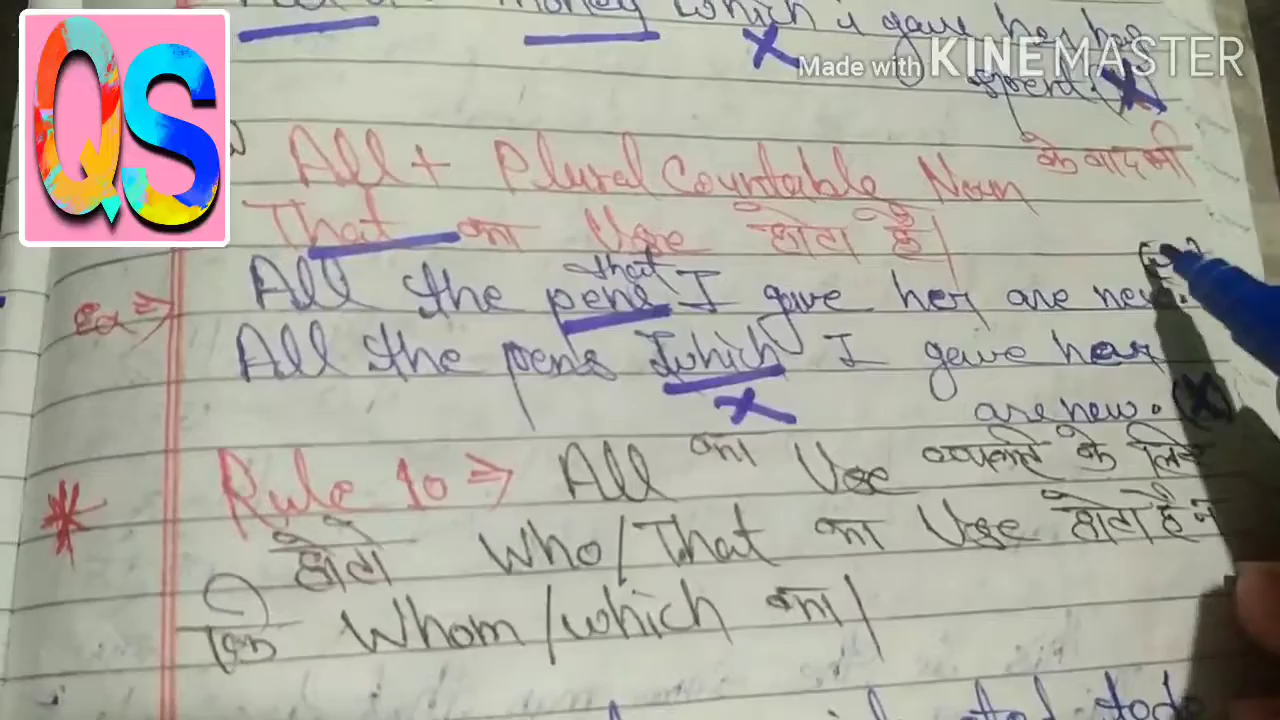 money which i gave her has
Made with KINEMASTER
spent. (X)
QS
All + Plural Countable Noun के बाद भी
That का Use होता है।
that
Ex ⇒ All the pens I gave her are new.
All the pens which I gave her
X are new. (X)
* Rule 10 ⇒ All का Use व्यक्ति के लिये
होतो Who/That का Use होता है न
कि Whom/which का।